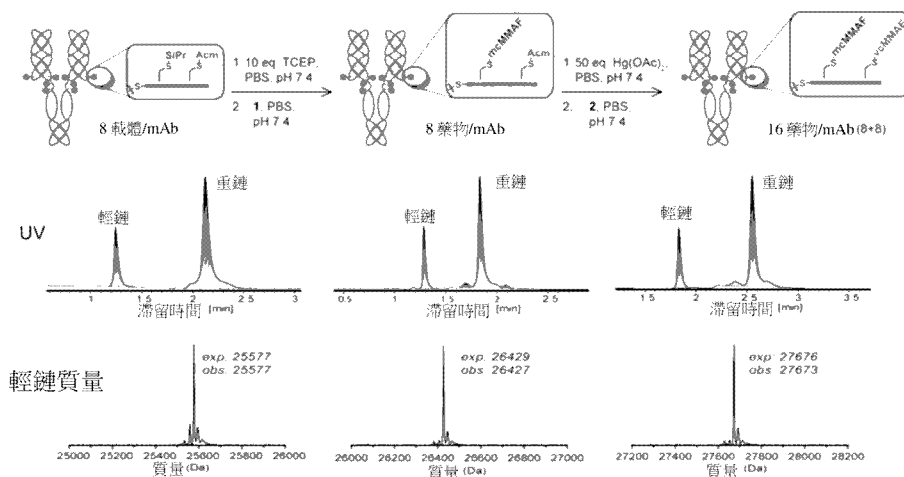 SiPr Acm
S S
S
1 10 eq TCEP,
PBS, pH 7 4
2. 1, PBS,
pH 7 4
8 載體/mAb
mcMMAF Acm
S S
S
1 50 eq Hg(OAc)
PBS, pH 7 4
2. 2, PBS,
pH 7 4
8 藥物/mAb
mcMMAF vcMMAF
S S
S
16 藥物/mAb (8+8)
UV
輕鏈 重鏈
1 1.5 2 2.5 3
滯留時間 [min]
輕鏈 重鏈
0.5 1 1.5 2 2.5
滯留時間 [min]
輕鏈 重鏈
1 5 2 2.5 3 3.5
滯留時間 [min]
輕鏈質量
exp. 25577
obs. 25577
25000 25200 25400 25600 25800 26000
質量 (Da)
exp. 26429
obs. 26427
26000 26200 26400 26600 26800 27000
質量 (Da)
exp: 27676
obs. 27673
27200 27400 27600 27800 28000 28200
質量 (Da)